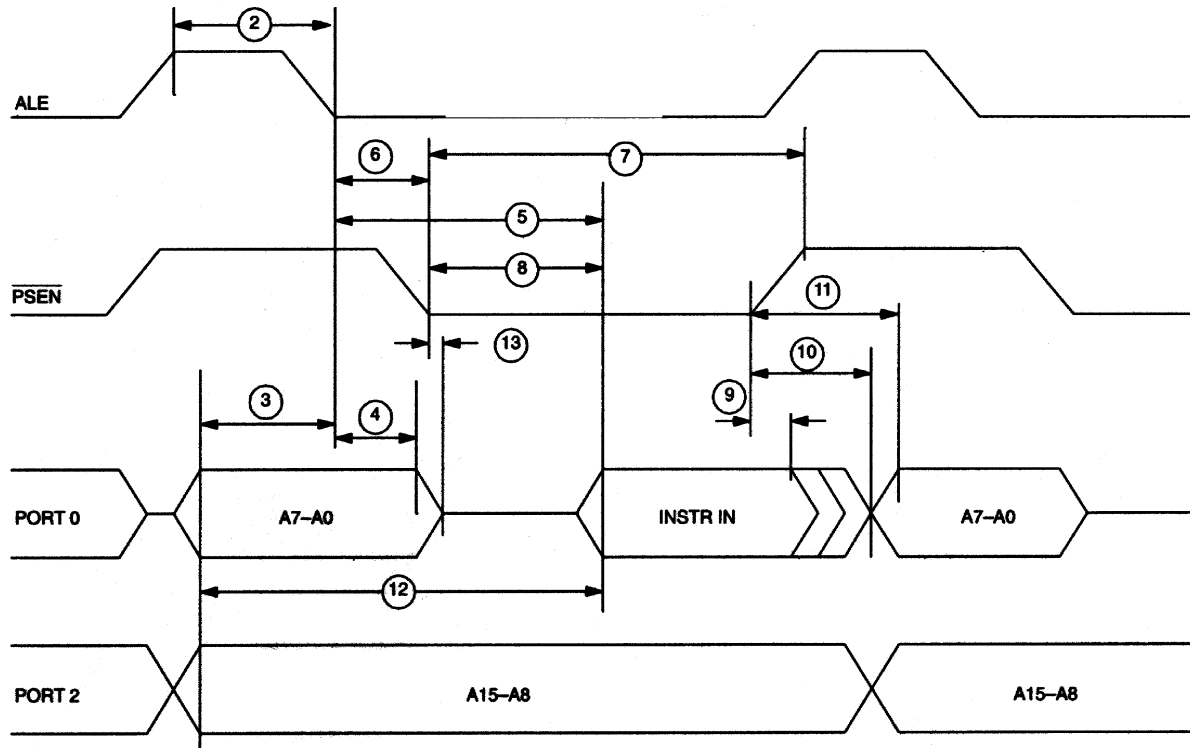 2
ALE
6
7
5
PSEN
8
11
13
10
9
3
4
PORT 0
A7–A0
INSTR IN
A7–A0
12
PORT 2
A15–A8
A15–A8